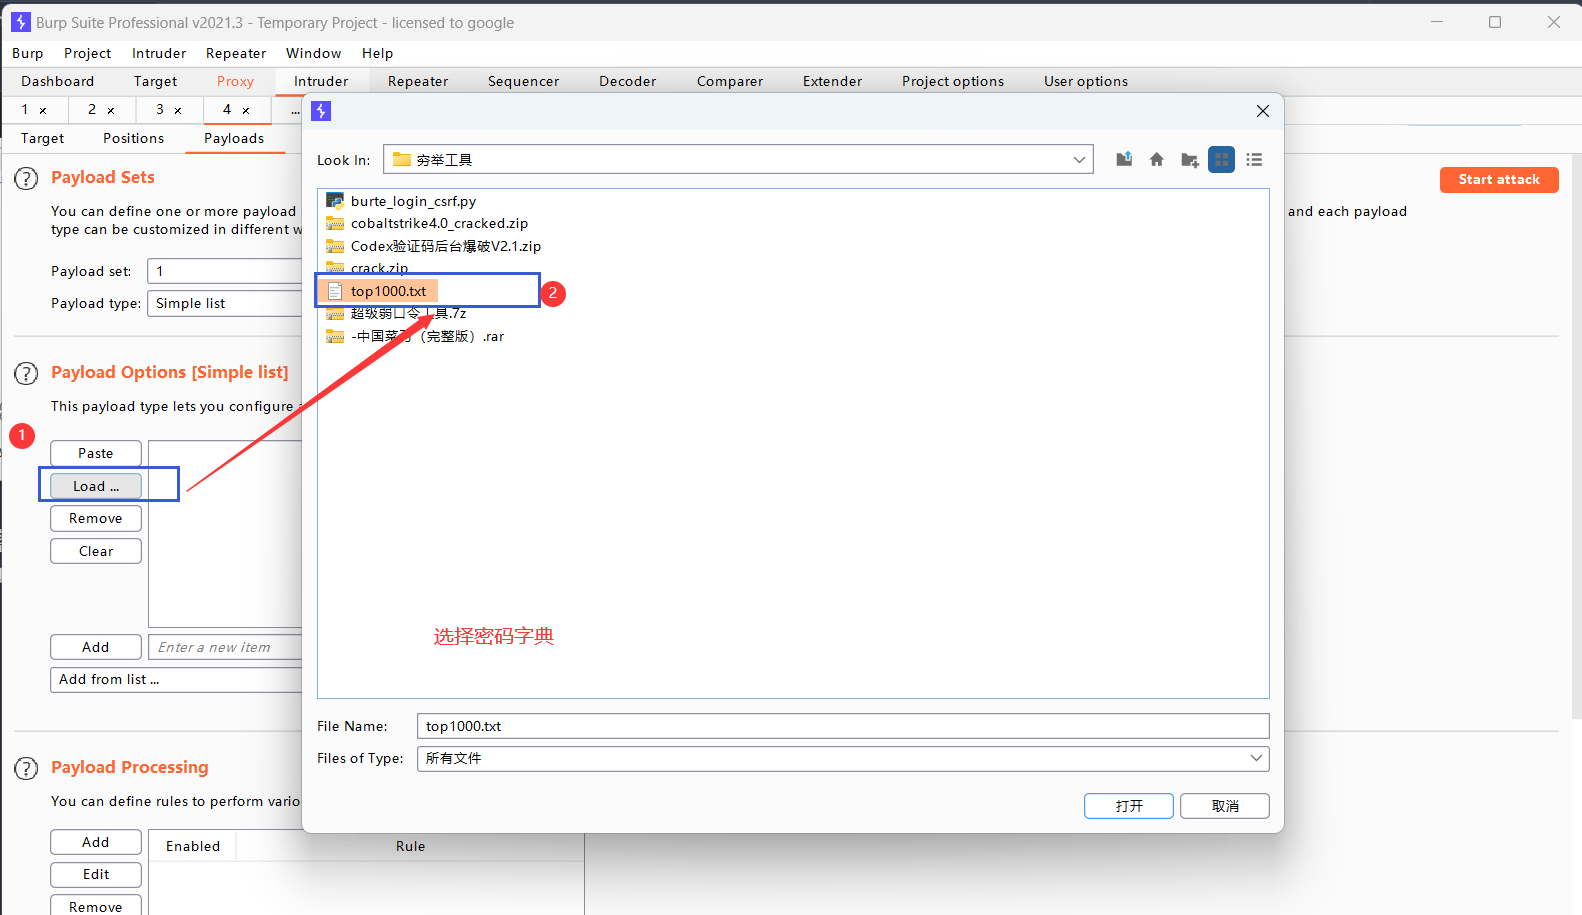 Burp Suite Professional v2021.3 - Temporary Project - licensed to google
Burp Project Intruder Repeater Window Help
Dashboard Target Proxy Intruder Repeater Sequencer Decoder Comparer Extender Project options User options
1 × 2 × 3 × 4 × ...
Target Positions Payloads
Payload Sets
Start attack
You can define one or more payload
and each payload
type can be customized in different w
Payload set: 1
Payload type: Simple list
Payload Options [Simple list]
This payload type lets you configure a
1
Paste
Load ...
Remove
Clear
Add Enter a new item
Add from list ...
Payload Processing
You can define rules to perform vario
Add
Enabled Rule
Edit
Remove
Look In: 穷举工具
burte_login_csrf.py
cobaltstrike4.0_cracked.zip
Codex验证码后台爆破V2.1.zip
crack.zip
top1000.txt
2
超级弱口令工具.7z
-中国菜刀（完整版）.rar
选择密码字典
File Name: top1000.txt
Files of Type: 所有文件
打开 取消